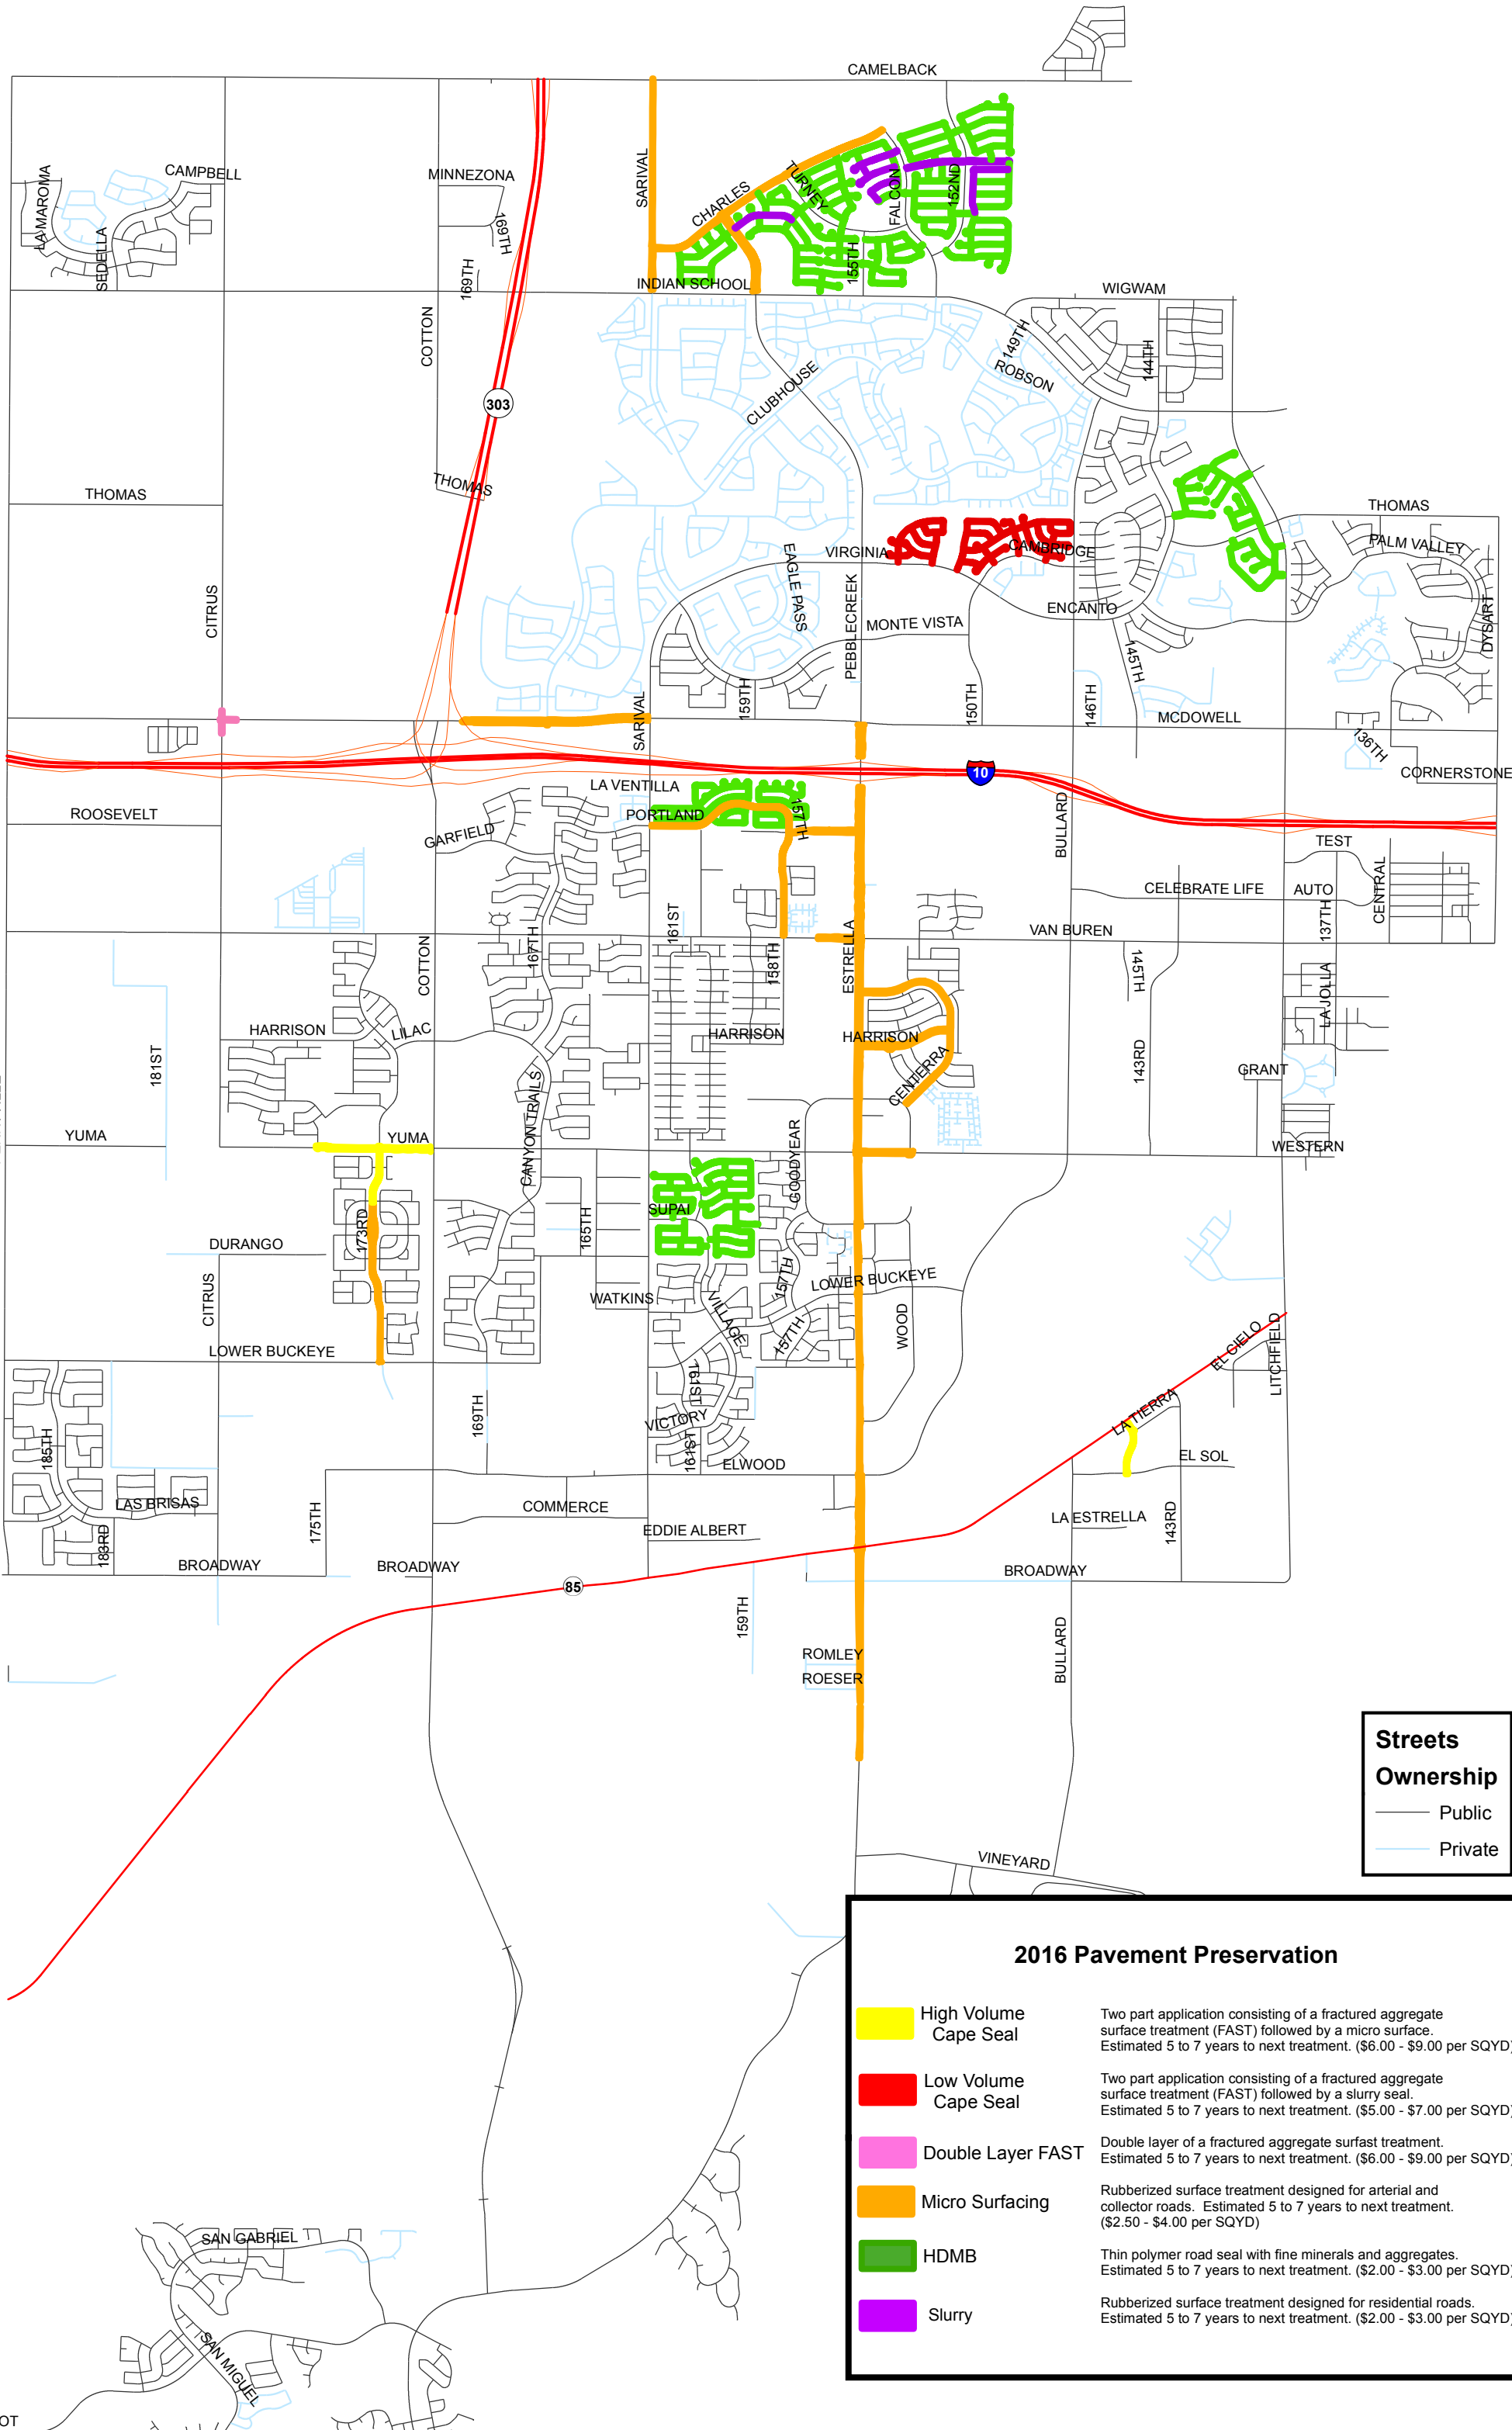 CAMELBACK
CAMPBELL
LA MAROMA
SEDELLA
MINNEZONA
169TH
169TH
SARIVAL
CHARLES
TURNEY
FALCON
152ND
155TH
INDIAN SCHOOL
WIGWAM
COTTON
303
149TH
ROBSON
144TH
CLUBHOUSE
THOMAS
THOMAS
THOMAS
PALM VALLEY
VIRGINIA
CAMBRIDGE
EAGLE PASS
PEBBLECREEK
ENCANTO
MONTE VISTA
CITRUS
DYSART
145TH
159TH
150TH
146TH
SARIVAL
MCDOWELL
136TH
CORNERSTONE
10
LA VENTILLA
PORTLAND
157TH
ROOSEVELT
GARFIELD
BULLARD
TEST
CELEBRATE LIFE
AUTO
CENTRAL
137TH
161ST
VAN BUREN
167TH
158TH
ESTRELLA
COTTON
145TH
LA JOLLA
HARRISON
LILAC
HARRISON
HARRISON
181ST
CENTERRA
143RD
GRANT
YUMA
YUMA
CANYON TRAILS
WESTERN
GOODYEAR
SUPAI
173RD
165TH
DURANGO
157TH
LOWER BUCKEYE
CITRUS
WATKINS
VILLAGE
157TH
WOOD
LOWER BUCKEYE
EL CIELO
LITCHFIELD
161ST
LA TIERRA
169TH
VICTORY
161ST
185TH
ELWOOD
EL SOL
LAS BRISAS
COMMERCE
175TH
LA ESTRELLA
143RD
EDDIE ALBERT
183RD
BROADWAY
BROADWAY
BROADWAY
85
159TH
BULLARD
ROMLEY
ROESER
VINEYARD
SAN GABRIEL
SAN MIGUEL
OT
Streets
Ownership
Public
Private
2016 Pavement Preservation
High Volume
Cape Seal
Two part application consisting of a fractured aggregate
surface treatment (FAST) followed by a micro surface.
Estimated 5 to 7 years to next treatment. ($6.00 - $9.00 per SQYD)
Low Volume
Cape Seal
Two part application consisting of a fractured aggregate
surface treatment (FAST) followed by a slurry seal.
Estimated 5 to 7 years to next treatment. ($5.00 - $7.00 per SQYD)
Double Layer FAST
Double layer of a fractured aggregate surfast treatment.
Estimated 5 to 7 years to next treatment. ($6.00 - $9.00 per SQYD)
Micro Surfacing
Rubberized surface treatment designed for arterial and
collector roads. Estimated 5 to 7 years to next treatment.
($2.50 - $4.00 per SQYD)
HDMB
Thin polymer road seal with fine minerals and aggregates.
Estimated 5 to 7 years to next treatment. ($2.00 - $3.00 per SQYD)
Slurry
Rubberized surface treatment designed for residential roads.
Estimated 5 to 7 years to next treatment. ($2.00 - $3.00 per SQYD)